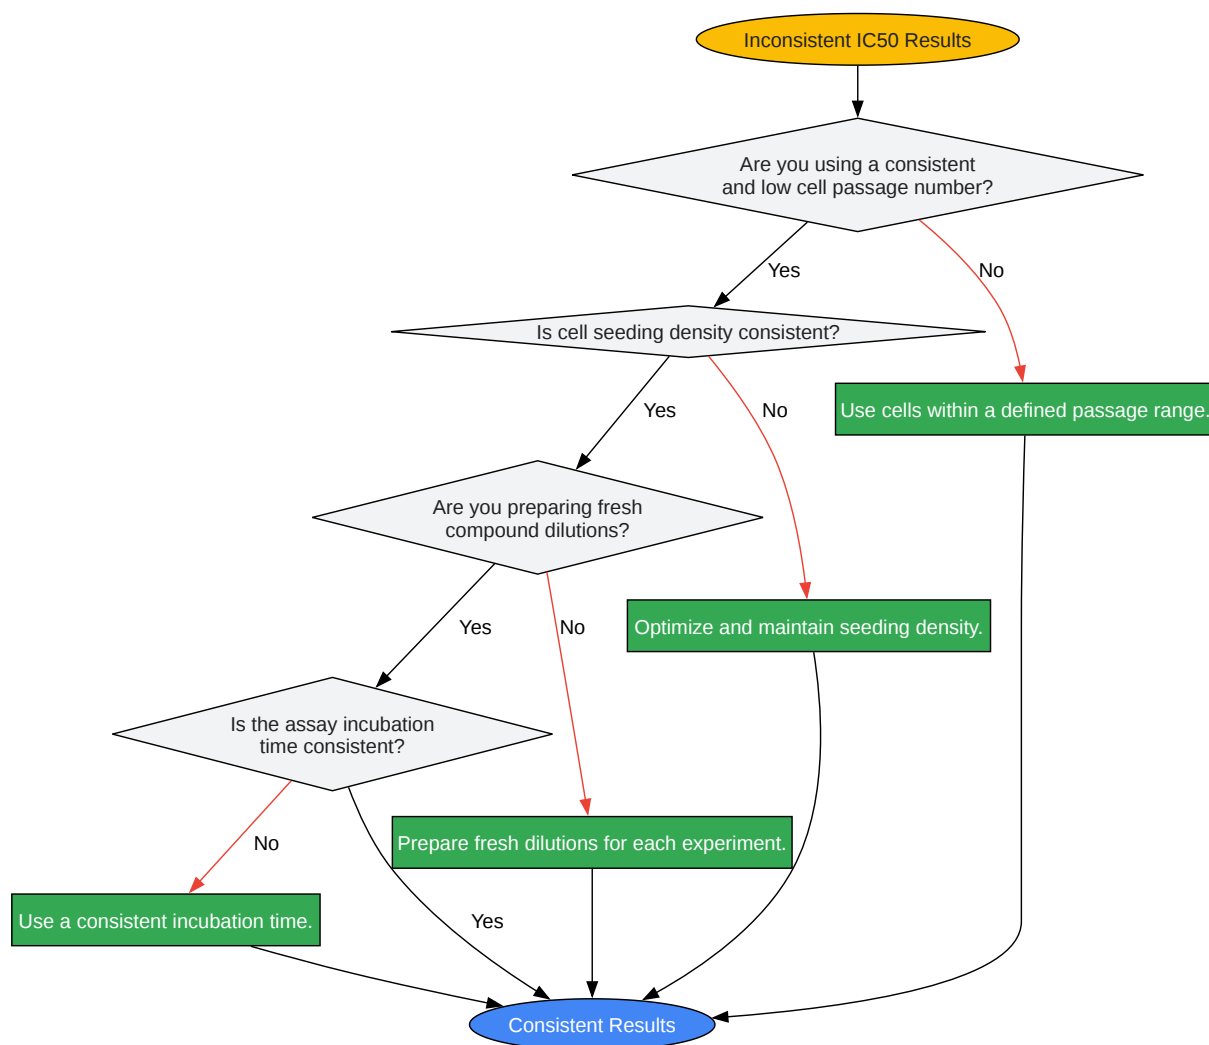 Inconsistent IC50 Results
Are you using a consistent
and low cell passage number?
Yes
No
Is cell seeding density consistent?
Yes
No
Use cells within a defined passage range.
Are you preparing fresh
compound dilutions?
Yes
No
Optimize and maintain seeding density.
Is the assay incubation
time consistent?
No
Prepare fresh dilutions for each experiment.
Use a consistent incubation time.
Yes
Consistent Results